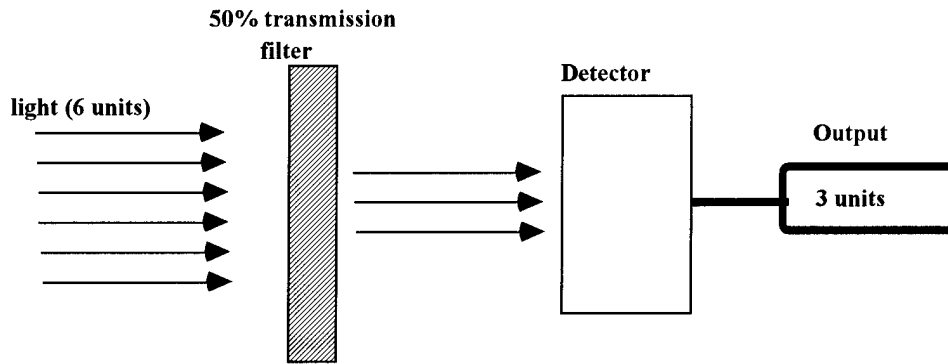 50% transmission
filter
light (6 units)
Detector
Output
3 units